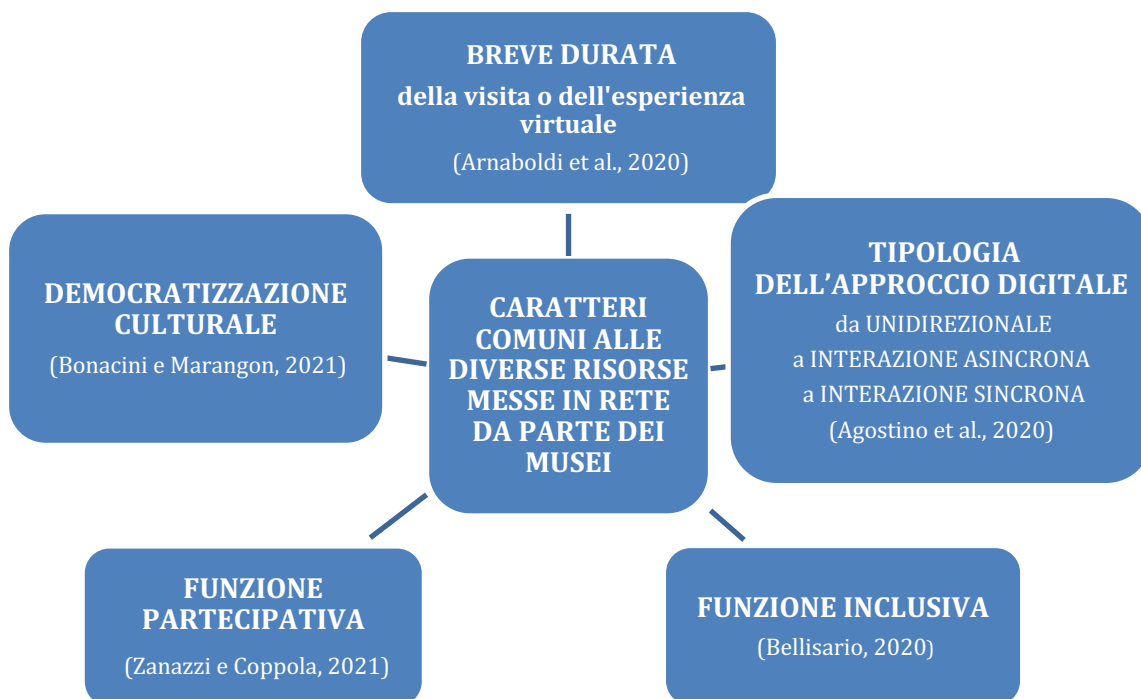 BREVE DURATA
della visita o dell'esperienza
virtuale
(Arnaboldi et al., 2020)
DEMOCRATIZZAZIONE
CULTURALE
(Bonacini e Marangon, 2021)
CARATTERI
COMUNI ALLE
DIVERSE RISORSE
MESSE IN RETE
DA PARTE DEI
MUSEI
TIPOLOGIA
DELL’APPROCCIO DIGITALE
da UNIDIREZIONALE
a INTERAZIONE ASINCRONA
a INTERAZIONE SINCRONA
(Agostino et al., 2020)
FUNZIONE
PARTECIPATIVA
(Zanazzi e Coppola, 2021)
FUNZIONE INCLUSIVA
(Bellisario, 2020)